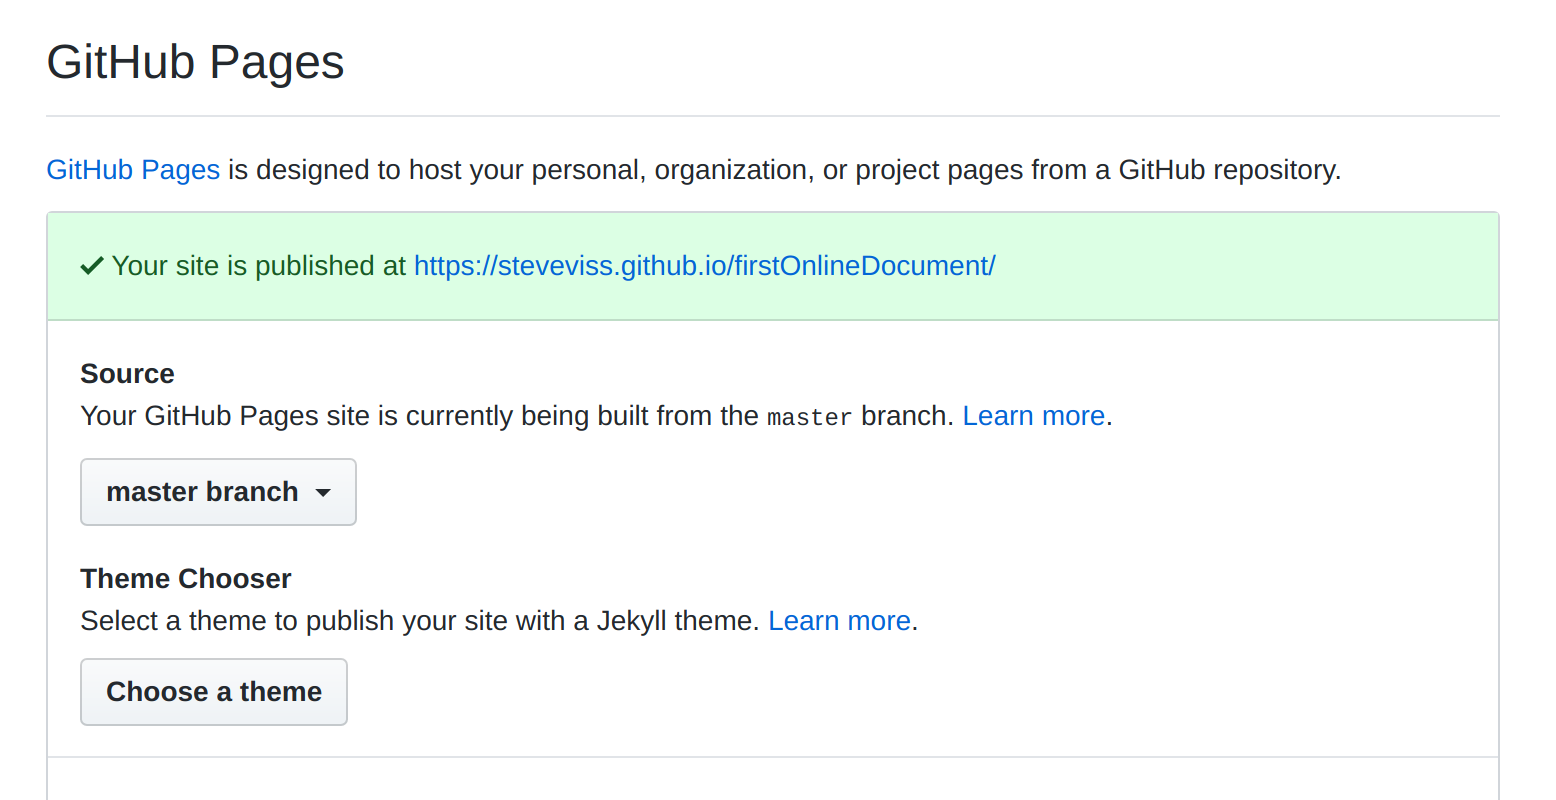 GitHub Pages
GitHub Pages is designed to host your personal, organization, or project pages from a GitHub repository.
Your site is published at https://steveviss.github.io/firstOnlineDocument/
Source
Your GitHub Pages site is currently being built from the master branch. Learn more.
master branch
Theme Chooser
Select a theme to publish your site with a Jekyll theme. Learn more.
Choose a theme